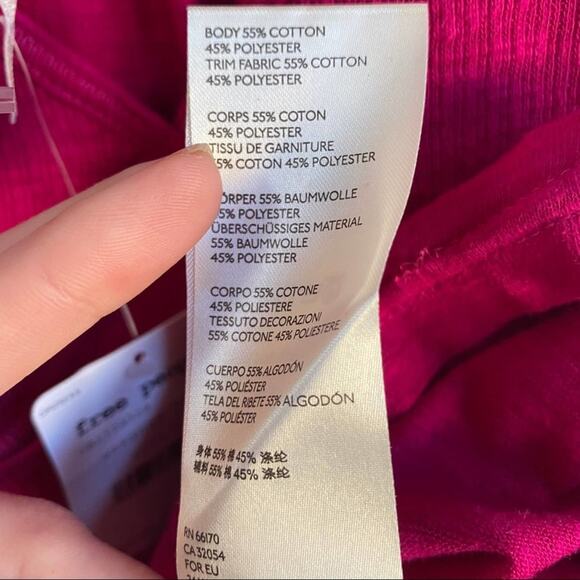 BODY 55% COTTON
45% POLYESTER
TRIM FABRIC 55% COTTON
45% POLYESTER
CORPS 55% COTON
45% POLYESTER
TISSU DE GARNITURE
5% COTON 45% POLYESTER
ÖRPER 55% BAUMWOLLE
5% POLYESTER
ÜBERSCHÜSSIGES MATERIAL
55% BAUMWOLLE
45% POLYESTER
CORPO 55% COTONE
45% POLIESTERE
TESSUTO DECORAZIONI
55% COTONE 45% POLIESTERE
CUERPO 55% ALGODÓN
45% POLIÉSTER
TELA DEL RIBETE 55% ALGODÓN
45% POLIÉSTER
身体 55% 棉 45% 涤纶
辅料 55% 棉 45% 涤纶
RN 66170
CA 32054
FOR EU
free peo